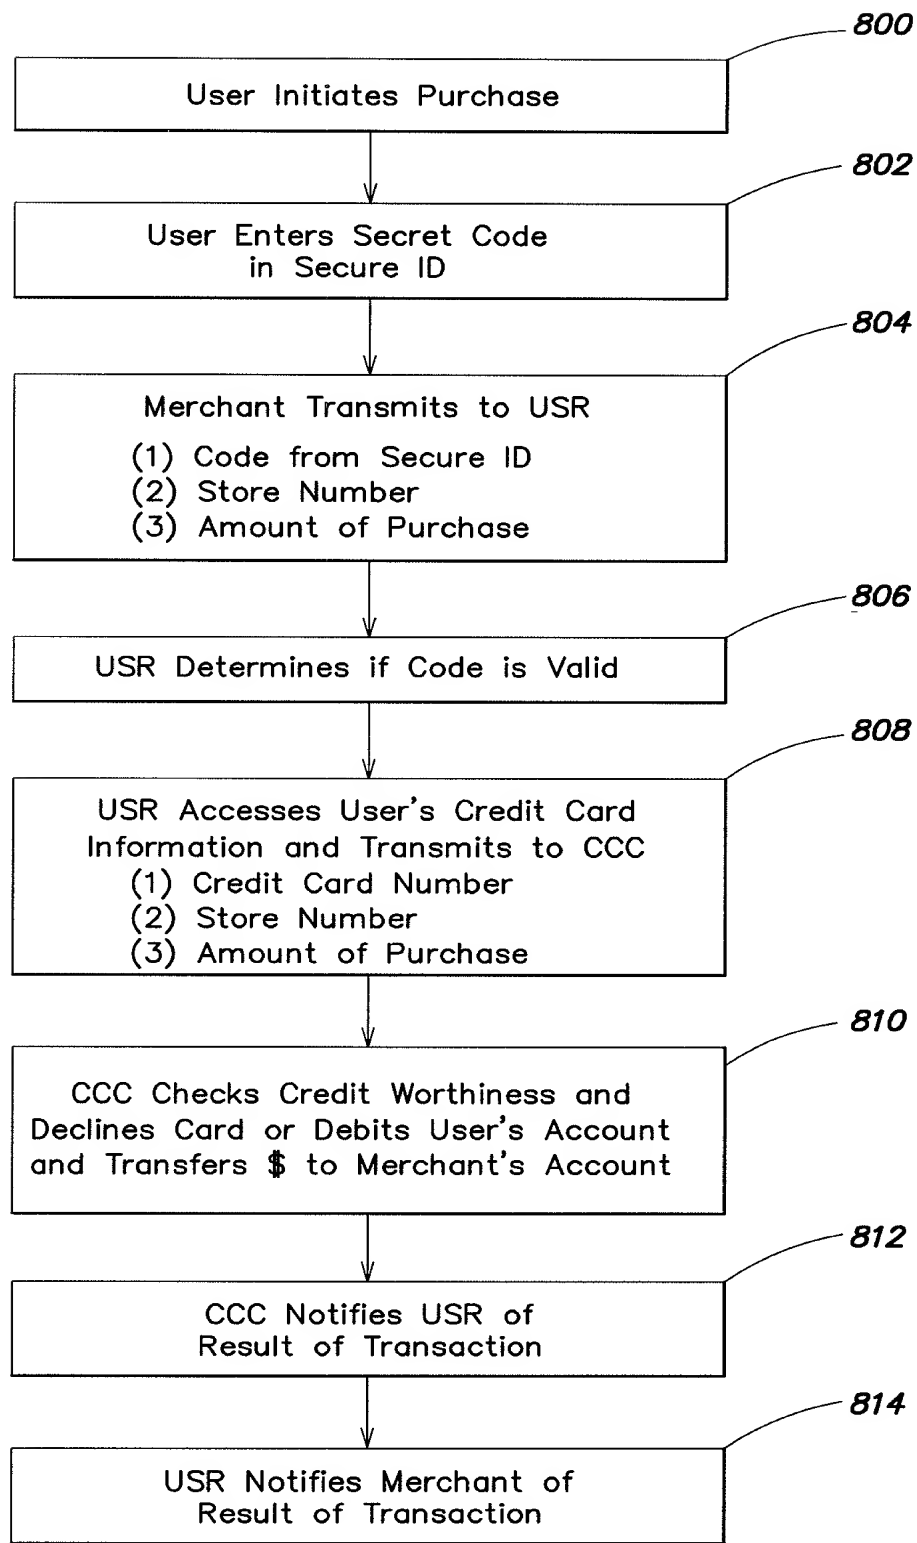 800
User Initiates Purchase
802
User Enters Secret Code
in Secure ID
804
Merchant Transmits to USR
(1) Code from Secure ID
(2) Store Number
(3) Amount of Purchase
806
USR Determines if Code is Valid
808
USR Accesses User's Credit Card
Information and Transmits to CCC
(1) Credit Card Number
(2) Store Number
(3) Amount of Purchase
810
CCC Checks Credit Worthiness and
Declines Card or Debits User's Account
and Transfers $ to Merchant's Account
812
CCC Notifies USR of
Result of Transaction
814
USR Notifies Merchant of
Result of Transaction